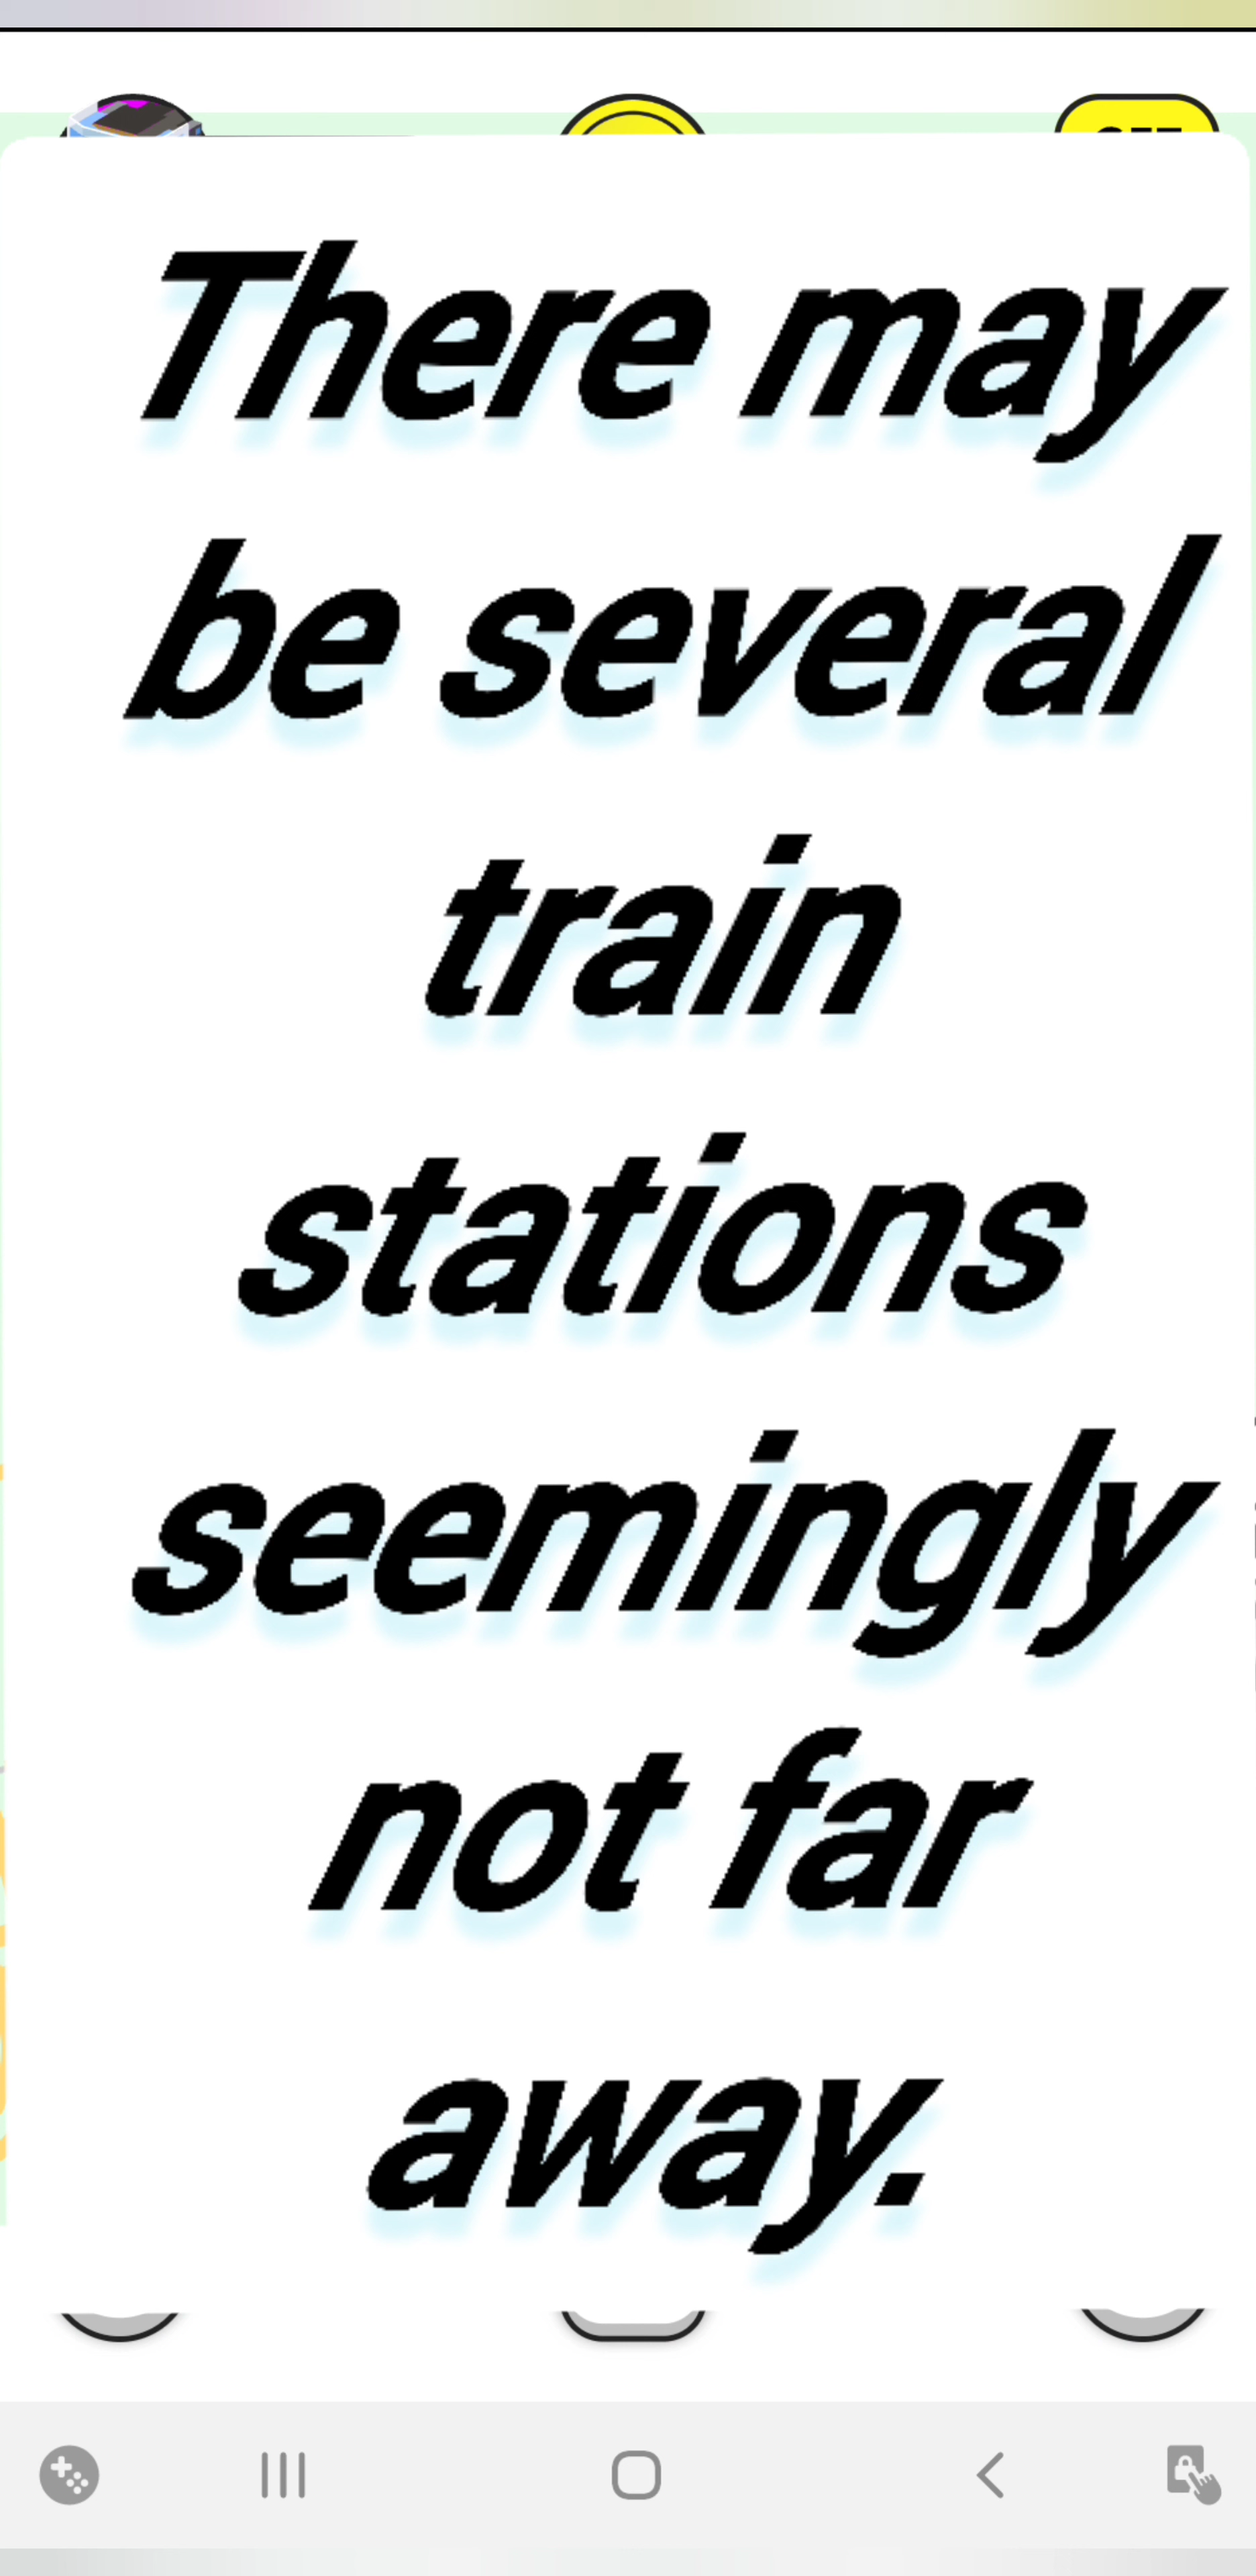 There may
be several
train
stations
seemingly
not far
away.